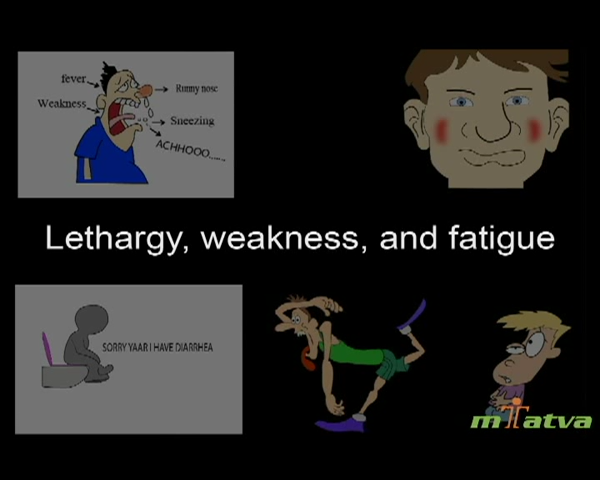 fever
Runny nose
Weakness
Sneezing
ACHHOOO.....
Lethargy, weakness, and fatigue
SORRY YAAR I HAVE DIARRHEA
mTatva